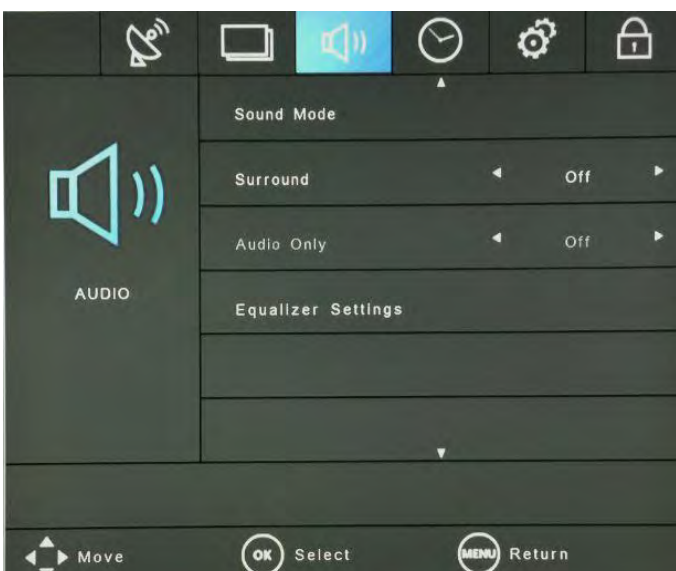 Sound Mode
Surround Off
Audio Only Off
AUDIO
Equalizer Settings
Move OK Select MENU Return